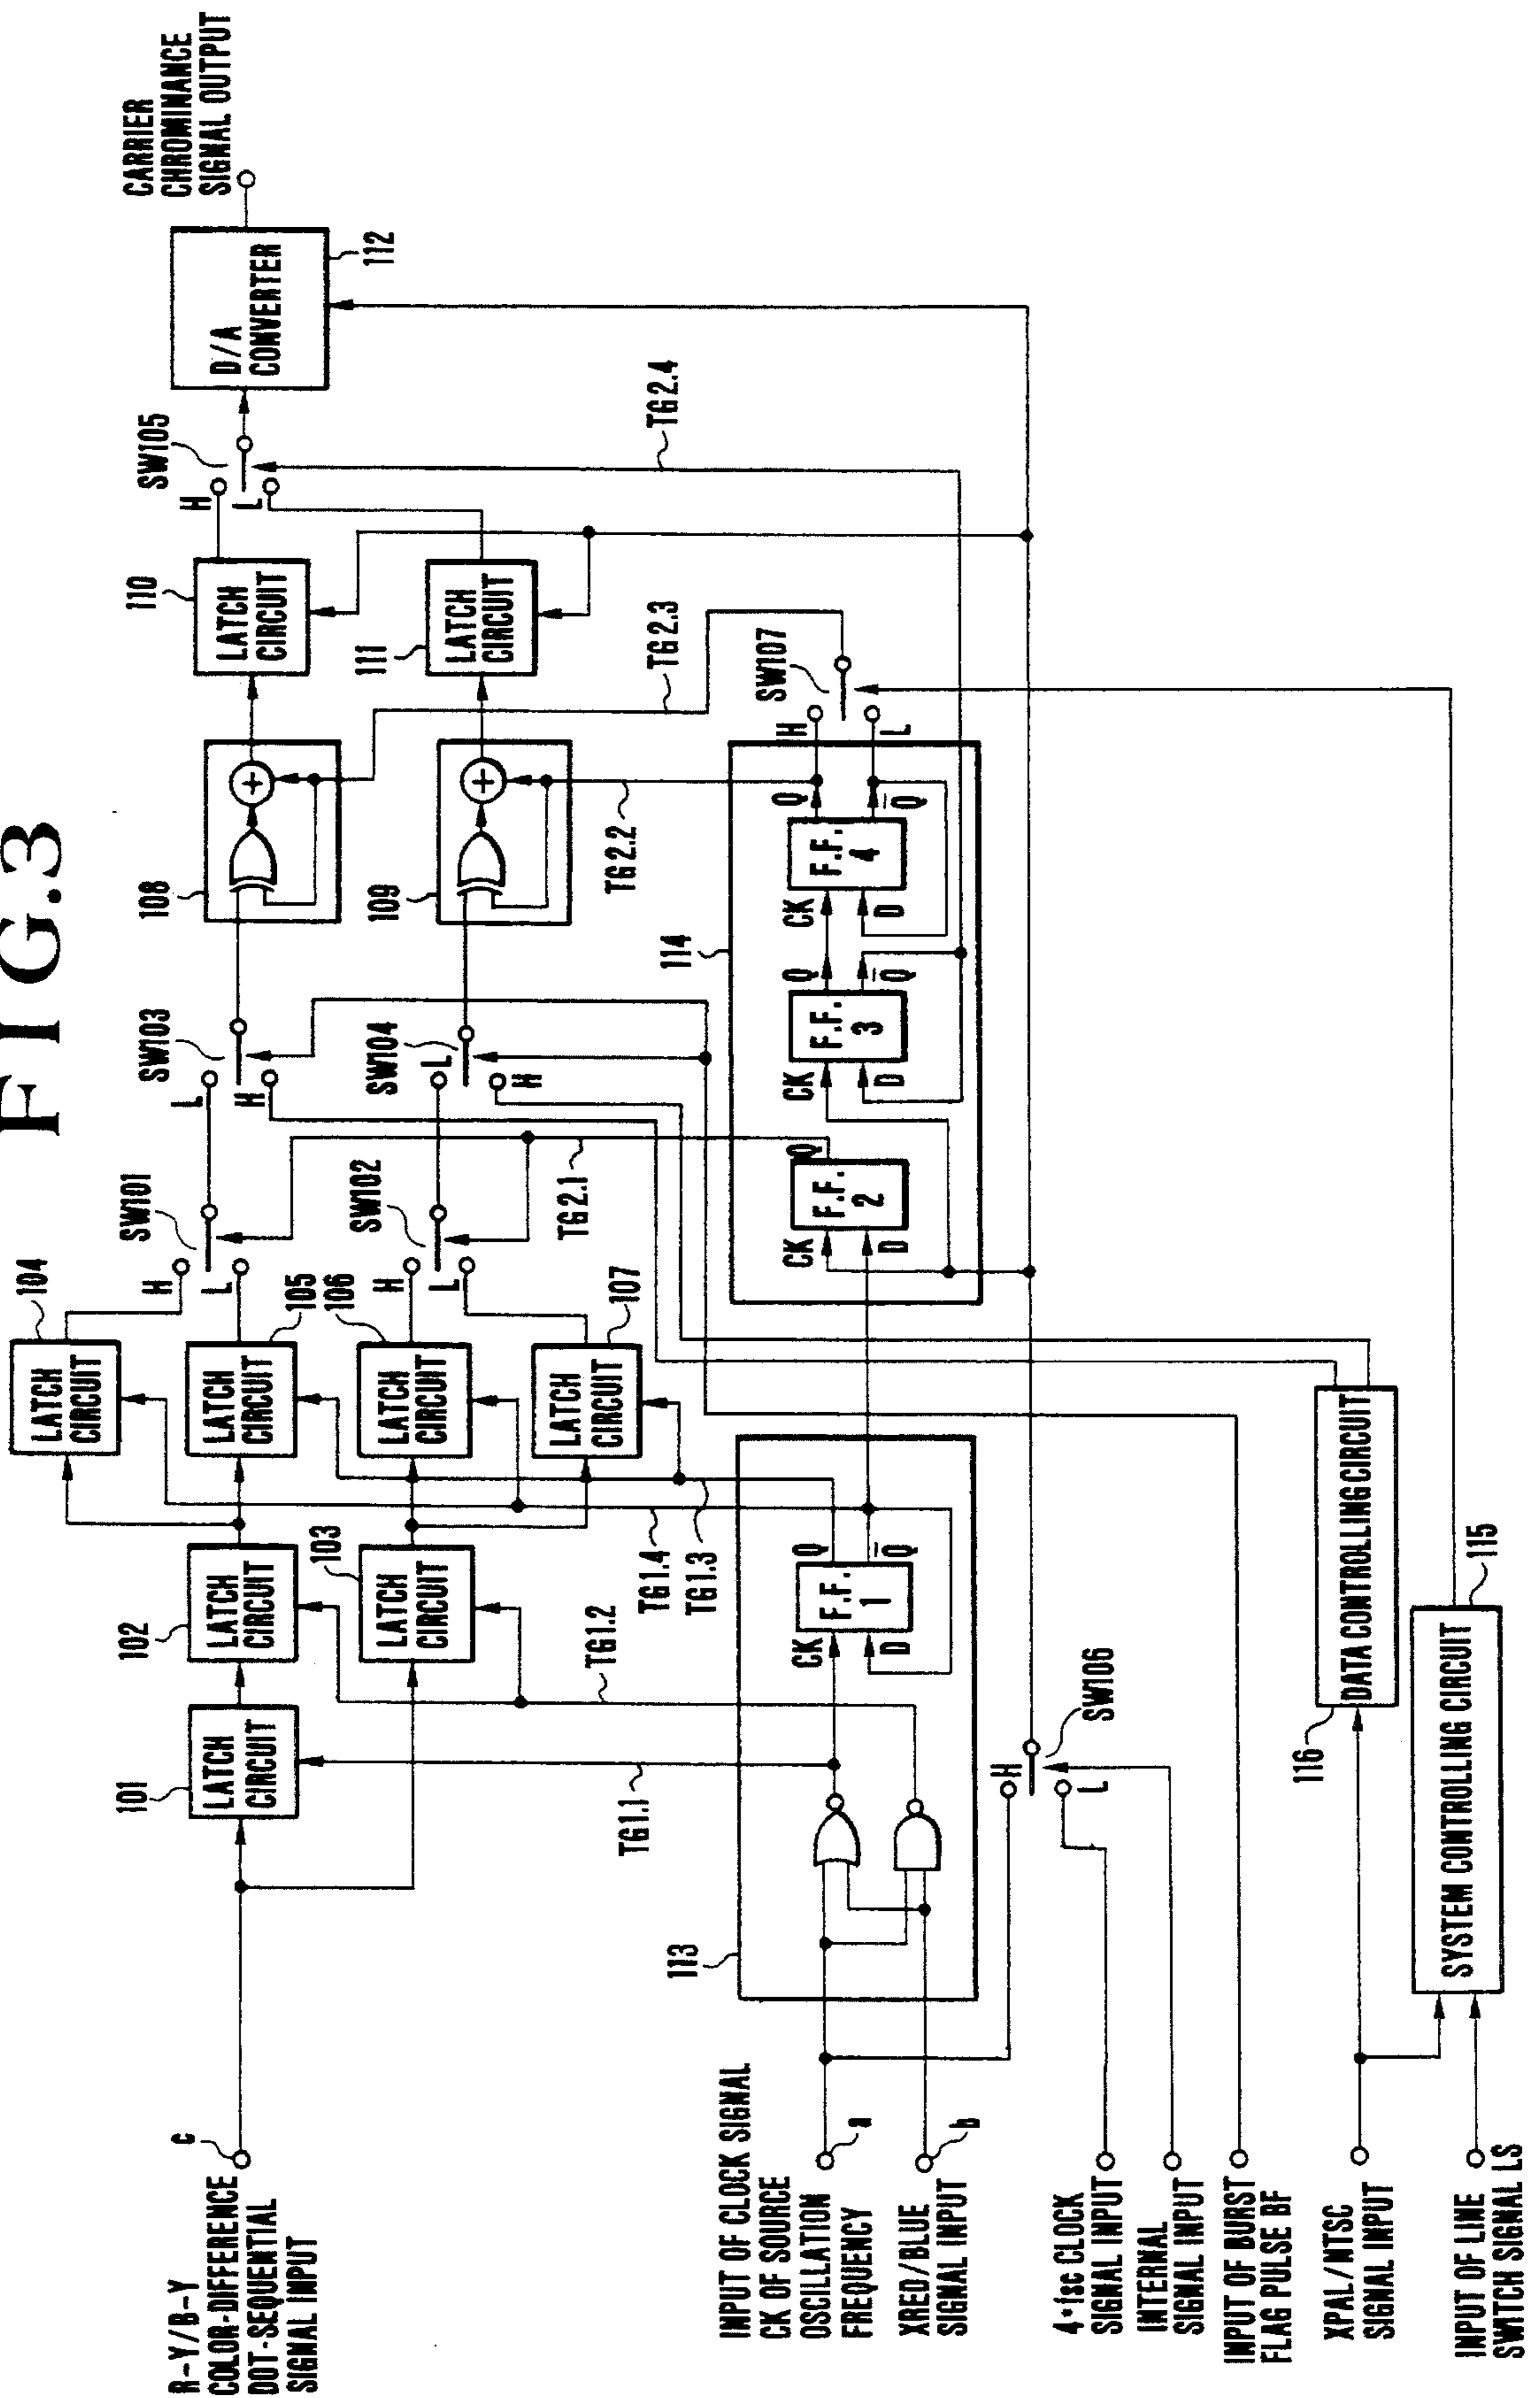 FIG.3
R-Y/B-Y
COLOR-DIFFERENCE
DOT-SEQUENTIAL
SIGNAL INPUT
c
101
LATCH
CIRCUIT
102
LATCH
CIRCUIT
103
LATCH
CIRCUIT
104
LATCH
CIRCUIT
LATCH
CIRCUIT
105
106
LATCH
CIRCUIT
LATCH
CIRCUIT
107
SW101
H
L
SW102
H
L
SW103
L
H
SW104
L
H
108
+
109
+
110
LATCH
CIRCUIT
111
LATCH
CIRCUIT
SW105
H
L
D/A
CONVERTER
112
CARRIER
CHROMINANCE
SIGNAL OUTPUT
TG1.1
TG1.2
TG1.4
TG1.3
TG2.1
TG2.2
TG2.3
TG2.4
INPUT OF CLOCK SIGNAL
CK OF SOURCE
OSCILLATION
FREQUENCY
a
XRED/BLUE
SIGNAL INPUT
b
113
CK
D
F.F.
1
Q
Q̅
114
CK
D
F.F.
2
Q
CK
D
F.F.
3
Q
Q̅
CK
D
F.F.
4
Q
Q̅
SW107
H
L
SW106
H
L
4*fsc CLOCK
SIGNAL INPUT
INTERNAL
SIGNAL INPUT
INPUT OF BURST
FLAG PULSE BF
XPAL/NTSC
SIGNAL INPUT
INPUT OF LINE
SWITCH SIGNAL LS
116
DATA CONTROLLING CIRCUIT
SYSTEM CONTROLLING CIRCUIT
115